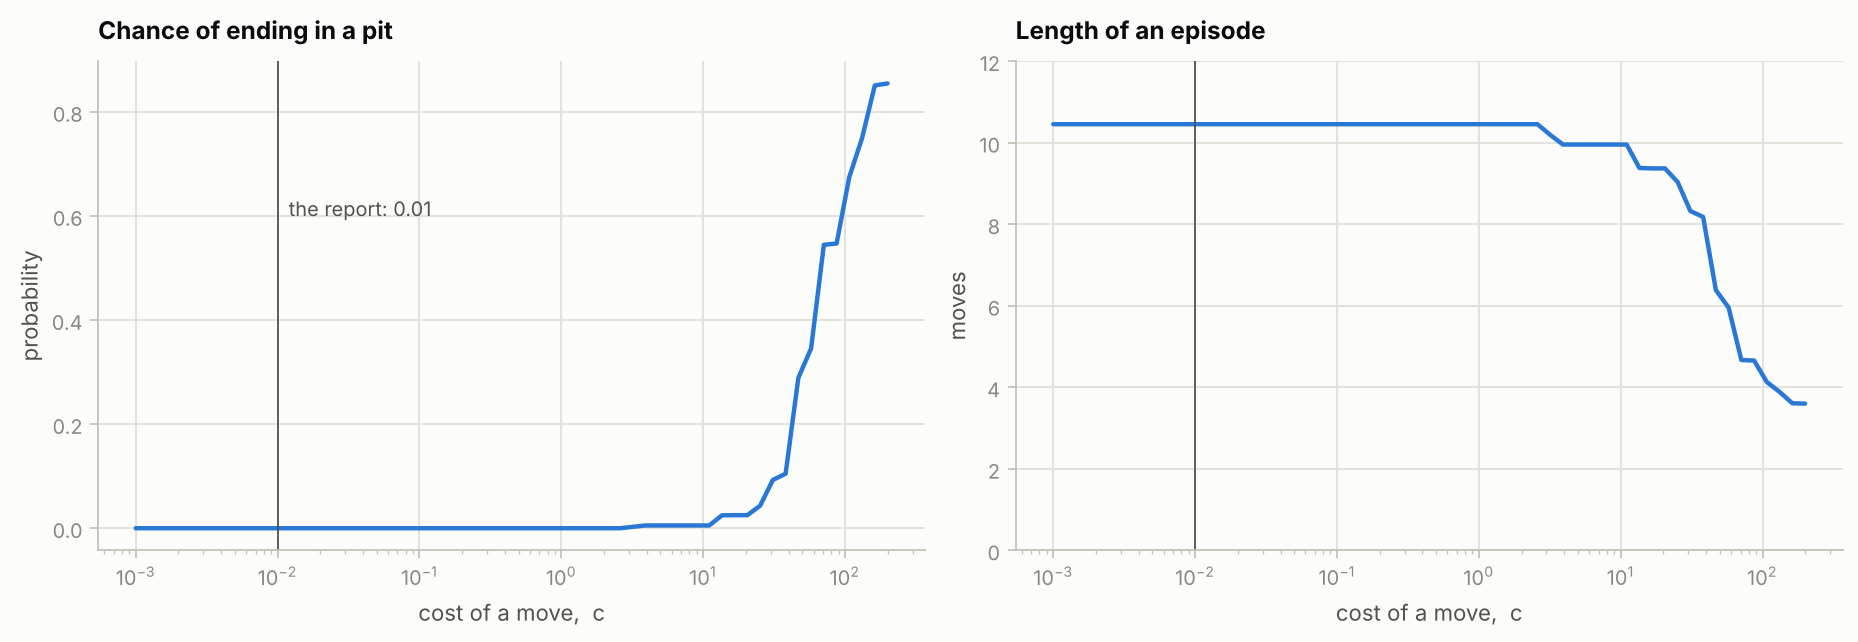 Chance of ending in a pit
0.8
0.6
0.4
0.2
0.0
probability
the report: 0.01
10⁻³ 10⁻² 10⁻¹ 10⁰ 10¹ 10²
cost of a move, c
Length of an episode
12
10
8
6
4
2
0
moves
10⁻³ 10⁻² 10⁻¹ 10⁰ 10¹ 10²
cost of a move, c